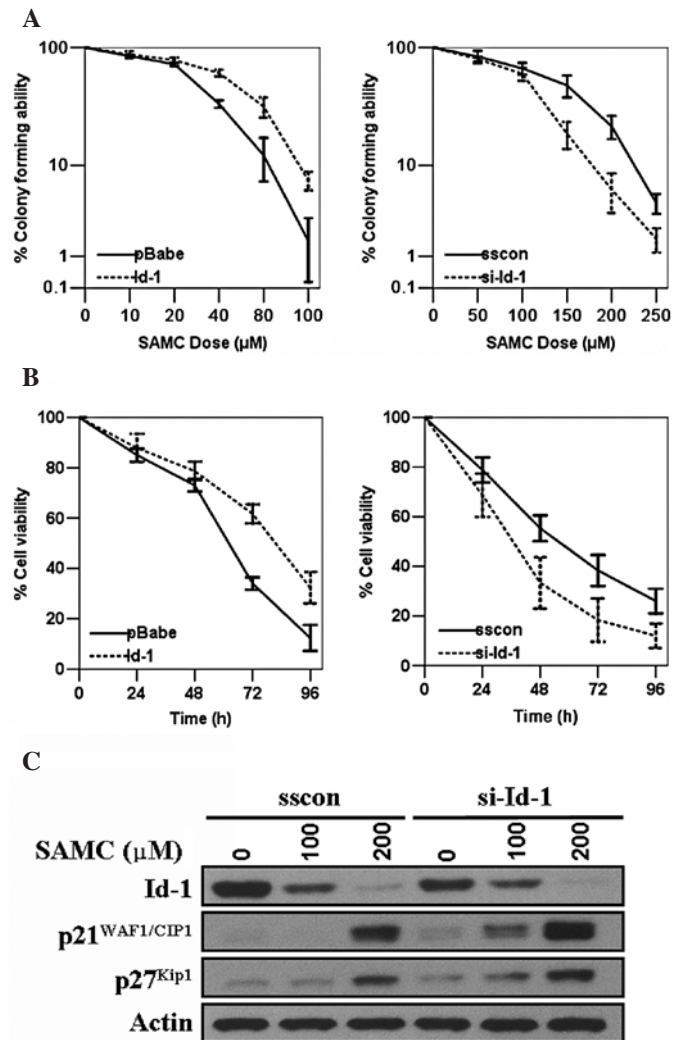 A
100
10
1
0.1
% Colony forming ability
pBabe
Id-1
0 10 20 40 80 100
SAMC Dose (µM)
100
10
1
0.1
% Colony forming ability
sscon
si-Id-1
0 50 100 150 200 250
SAMC Dose (µM)
B
100
80
60
40
20
0
% Cell viability
pBabe
Id-1
0 24 48 72 96
Time (h)
100
80
60
40
20
0
% Cell viability
sscon
si-Id-1
0 24 48 72 96
Time (h)
C
sscon si-Id-1
SAMC (µM) 0 100 200 0 100 200
Id-1
p21WAF1/CIP1
p27Kip1
Actin